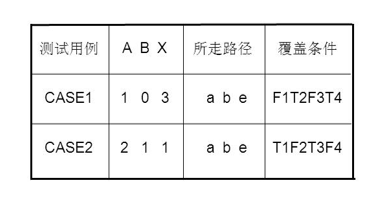 测试用例 A B X 所走路径 覆盖条件
CASE1 1 0 3 a b e F1T2F3T4
CASE2 2 1 1 a b e T1F2T3F4